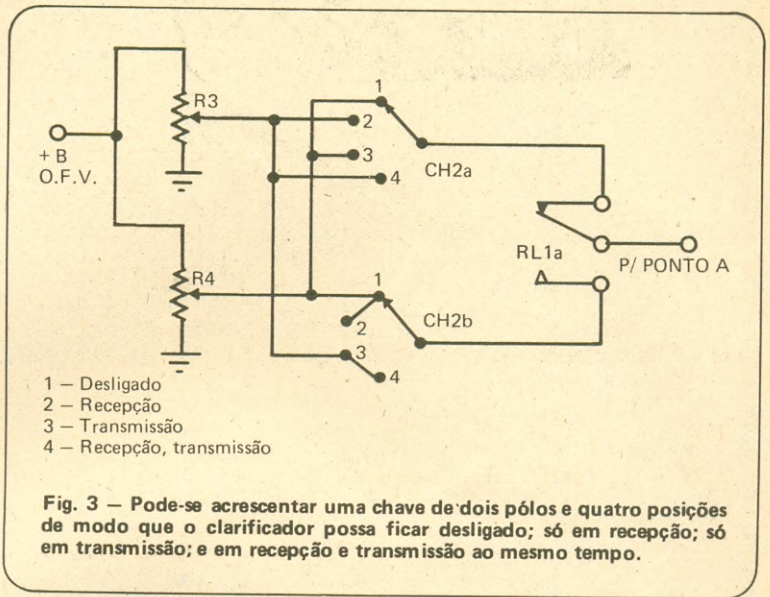 R3
+ B
O.F.V.
1
2
3
4
CH2a
RL1a
P/ PONTO A
R4
1
2
3
4
CH2b
1 — Desligado
2 — Recepção
3 — Transmissão
4 — Recepção, transmissão
Fig. 3 — Pode-se acrescentar uma chave de dois pólos e quatro posições
de modo que o clarificador possa ficar desligado; só em recepção; só
em transmissão; e em recepção e transmissão ao mesmo tempo.